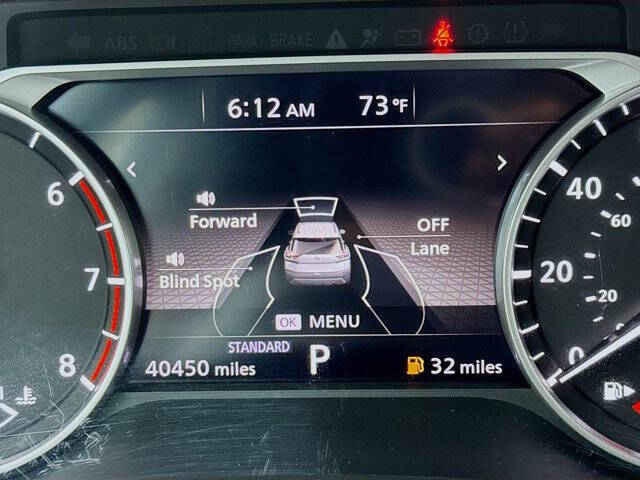 ABS PARK BRAKE
6:12 AM 73°F
6
Forward
OFF
Lane
40
60
7
Blind Spot
20
20
OK MENU
8
STANDARD
P
0
40450 miles
32 miles